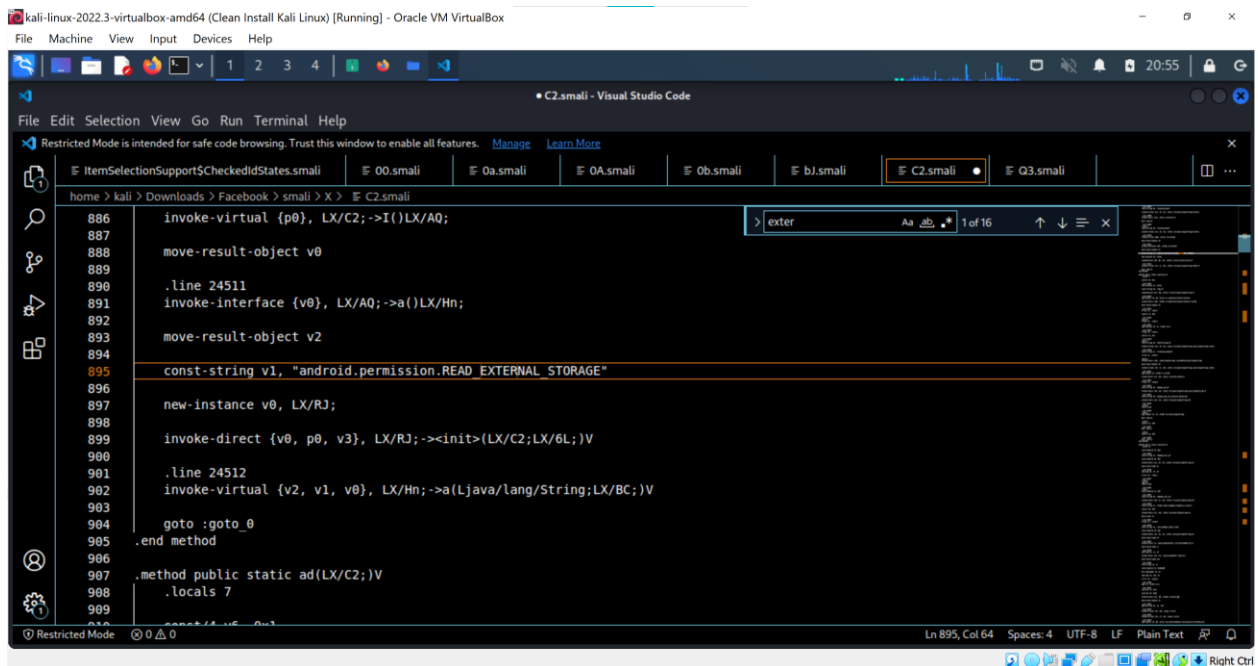 kali-linux-2022.3-virtualbox-amd64 (Clean Install Kali Linux) [Running] - Oracle VM VirtualBox
File Machine View Input Devices Help
1 2 3 4 20:55
C2.smali - Visual Studio Code
File Edit Selection View Go Run Terminal Help
Restricted Mode is intended for safe code browsing. Trust this window to enable all features. Manage Learn More
ItemSelectionSupport$CheckedIdStates.smali 00.smali 0a.smali 0A.smali 0b.smali bJ.smali C2.smali Q3.smali
home > kali > Downloads > Facebook > smali > X > C2.smali
exter Aa ab .* 1 of 16
886 invoke-virtual {p0}, LX/C2;->I()LX/AQ;
887
888 move-result-object v0
889
890 .line 24511
891 invoke-interface {v0}, LX/AQ;->a()LX/Hn;
892
893 move-result-object v2
894
895 const-string v1, "android.permission.READ_EXTERNAL_STORAGE"
896
897 new-instance v0, LX/RJ;
898
899 invoke-direct {v0, p0, v3}, LX/RJ;-><init>(LX/C2;LX/6L;)V
900
901 .line 24512
902 invoke-virtual {v2, v1, v0}, LX/Hn;->a(Ljava/lang/String;LX/BC;)V
903
904 goto :goto_0
905 .end method
906
907 .method public static ad(LX/C2;)V
908 .locals 7
909
Restricted Mode 0 0 Ln 895, Col 64 Spaces: 4 UTF-8 LF Plain Text
Right Ctrl